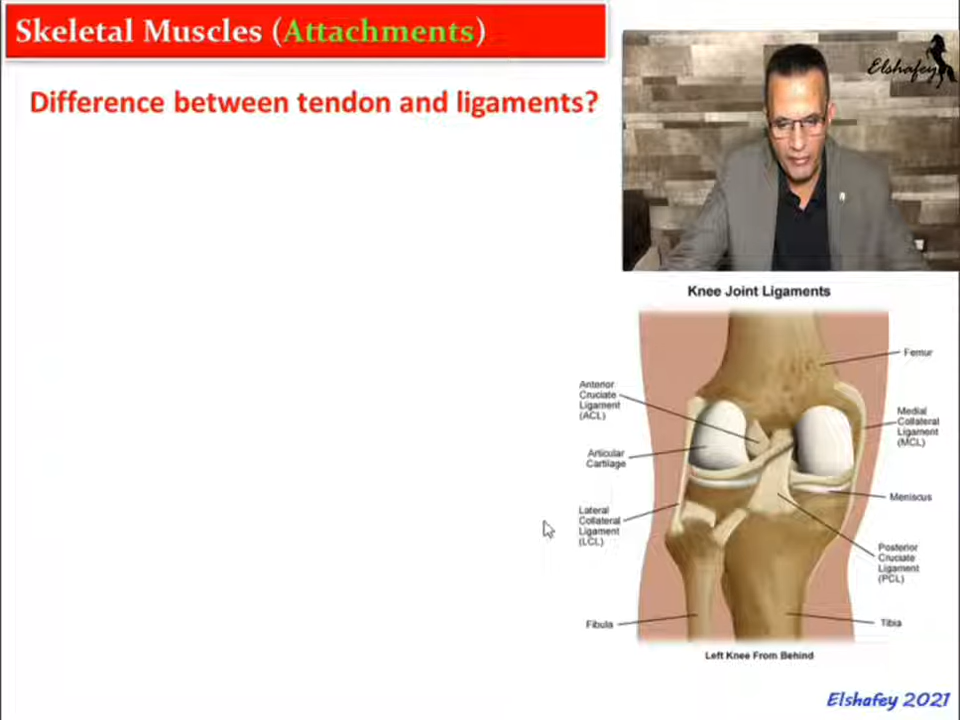 Skeletal Muscles (Attachments)
Difference between tendon and ligaments?
Elshafey
Knee Joint Ligaments
Femur
Anterior
Cruciate
Ligament
(ACL)
Medial
Collateral
Ligament
(MCL)
Articular
Cartilage
Meniscus
Lateral
Collateral
Ligament
(LCL)
Posterior
Cruciate
Ligament
(PCL)
Fibula
Tibia
Left Knee From Behind
Elshafey 2021